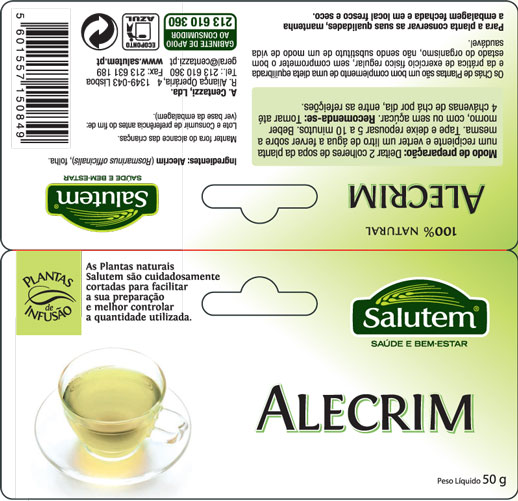 100% NATURAL
ALECRIM
Modo de preparação: Deitar 2 colheres de sopa da planta
num recipiente e verter um litro de água a ferver sobre a
mesma. Tape e deixe repousar 5 a 10 minutos. Beber
morno, com ou sem açúcar. Recomenda-se: Tomar até
4 chávenas de chá por dia, entre as refeições.
Os Chás de Plantas são um bom complemento de uma dieta equilibrada
e da prática de exercício físico regular, sem comprometer o bom
estado do organismo, não sendo substituto de um modo de vida
saudável.
Para a planta conservar as suas qualidades, mantenha
a embalagem fechada e em local fresco e seco.
Salutem®
SAÚDE E BEM-ESTAR
Ingredientes: Alecrim (Rosmarinus officinalis), folha.
Manter fora do alcance das crianças.
Lote e Consumo de preferência antes do fim de:
(ver base da embalagem).
A. Centazzi, Lda.
R. Aliança Operária, 4 1349-043 Lisboa
Tel.: 213 610 360 Fax: 213 631 189
geral@centazzi.pt www.salutem.pt
GABINETE DE APOIO
AO CONSUMIDOR
213 610 360
ECOPONTO
AZUL
5 601557 150849
PLANTAS
de
INFUSÃO
As Plantas naturais
Salutem são cuidadosamente
cortadas para facilitar
a sua preparação
e melhor controlar
a quantidade utilizada.
Salutem®
SAÚDE E BEM-ESTAR
ALECRIM
Peso Líquido 50 g